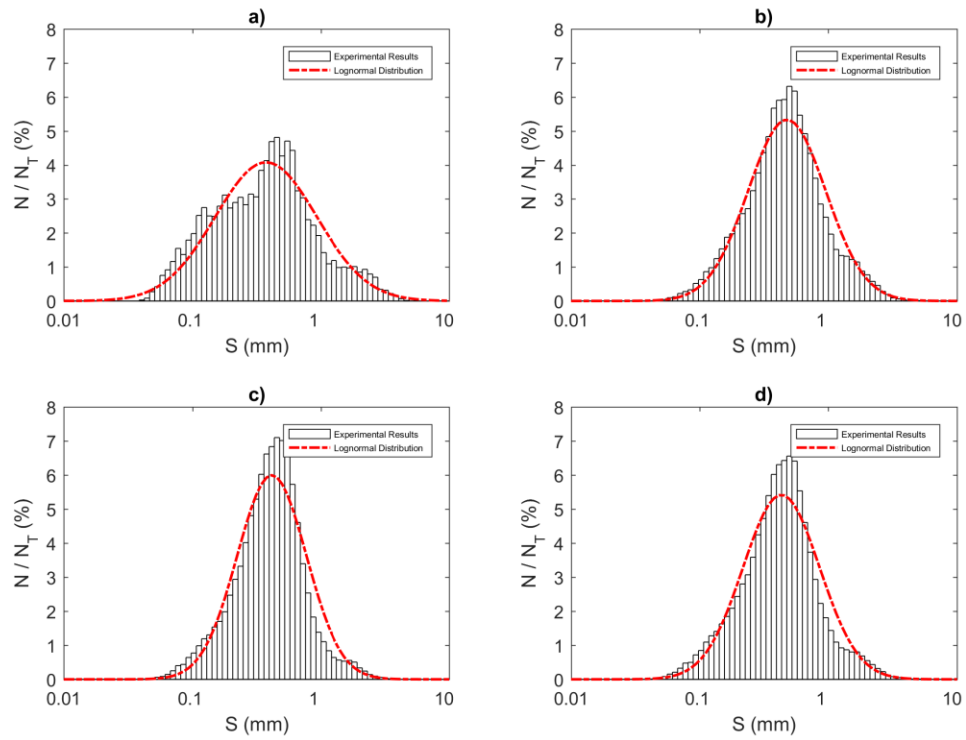 a)
8
7
6
5
4
3
2
1
0
N / N_T (%)
Experimental Results
Lognormal Distribution
0.01
0.1
1
10
S (mm)
b)
8
7
6
5
4
3
2
1
0
N / N_T (%)
Experimental Results
Lognormal Distribution
0.01
0.1
1
10
S (mm)
c)
8
7
6
5
4
3
2
1
0
N / N_T (%)
Experimental Results
Lognormal Distribution
0.01
0.1
1
10
S (mm)
d)
8
7
6
5
4
3
2
1
0
N / N_T (%)
Experimental Results
Lognormal Distribution
0.01
0.1
1
10
S (mm)